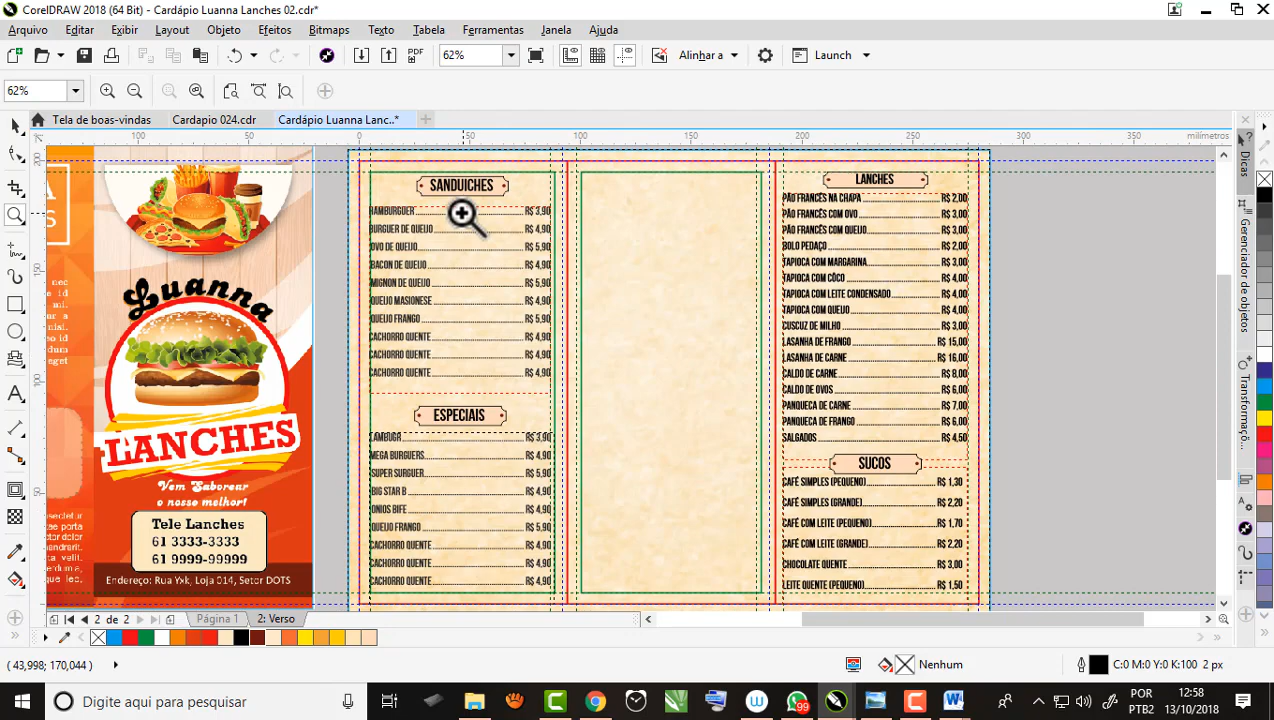 CorelDRAW 2018 (64 Bit) - Cardápio Luanna Lanches 02.cdr*
Arquivo Editar Exibir Layout Objeto Efeitos Bitmaps Texto Tabela Ferramentas Janela Ajuda
PDF 62% Alinhar a Launch
62%
Tela de boas-vindas Cardapio 024.cdr Cardápio Luanna Lanc..*
100 50 0 50 100 150 200 250 300 350 milímetros
Luanna
LANCHES
Vem Saborear
o nosse melhor!
Tele Lanches
61 3333-3333
61 9999-99999
Endereço: Rua Yxk, Loja 014, Setor DOTS
SANDUICHES
HAMBURGUER R$ 3,90
BURGUER DE QUEIJO R$ 4,90
OVO DE QUEIJO R$ 5,90
BACON DE QUEIJO R$ 4,90
MIGNON DE QUEIJO R$ 5,90
QUEIJO MASIONESE R$ 4,90
QUEIJO FRANGO R$ 5,90
CACHORRO QUENTE R$ 4,90
CACHORRO QUENTE R$ 4,90
CACHORRO QUENTE R$ 4,90
ESPECIAIS
R$ 3,90
MEGA BURGUERS R$ 4,90
SUPER SURGUER R$ 5,90
BIG STAR B R$ 4,90
ONIOS BIFE R$ 4,90
QUEIJO FRANGO R$ 5,90
CACHORRO QUENTE R$ 4,90
CACHORRO QUENTE R$ 4,90
CACHORRO QUENTE R$ 4,90
LANCHES
PÃO FRANCÊS NA CHAPA R$ 2,00
PÃO FRANCÊS COM OVO R$ 3,00
PÃO FRANCÊS COM QUEIJO R$ 3,00
BOLO PEDAÇO R$ 2,00
TAPIOCA COM MARGARINA R$ 3,00
TAPIOCA COM CÔCO R$ 4,00
TAPIOCA COM LEITE CONDENSADO R$ 4,00
TAPIOCA COM QUEIJO R$ 4,00
CUSCUZ DE MILHO R$ 3,00
LASANHA DE FRANGO R$ 15,00
LASANHA DE CARNE R$ 16,00
CALDO DE CARNE R$ 8,00
CALDO DE OVOS R$ 6,00
PANQUECA DE CARNE R$ 7,00
PANQUECA DE FRANGO R$ 6,00
SALGADOS R$ 4,50
SUCOS
CAFÉ SIMPLES (PEQUENO) R$ 1,30
CAFÉ SIMPLES (GRANDE) R$ 2,20
CAFÉ COM LEITE (PEQUENO) R$ 1,70
CAFÉ COM LEITE (GRANDE) R$ 2,20
CHOCOLATE QUENTE R$ 3,00
LEITE QUENTE (PEQUENO) R$ 1,50
Dicas
Gerenciador de objetos
Transformaçõ...
2 de 2 Página 1 2: Verso
(43,998; 170,044) Nenhum C:0 M:0 Y:0 K:100 2 px
Digite aqui para pesquisar
99
POR
PTB2
12:58
13/10/2018